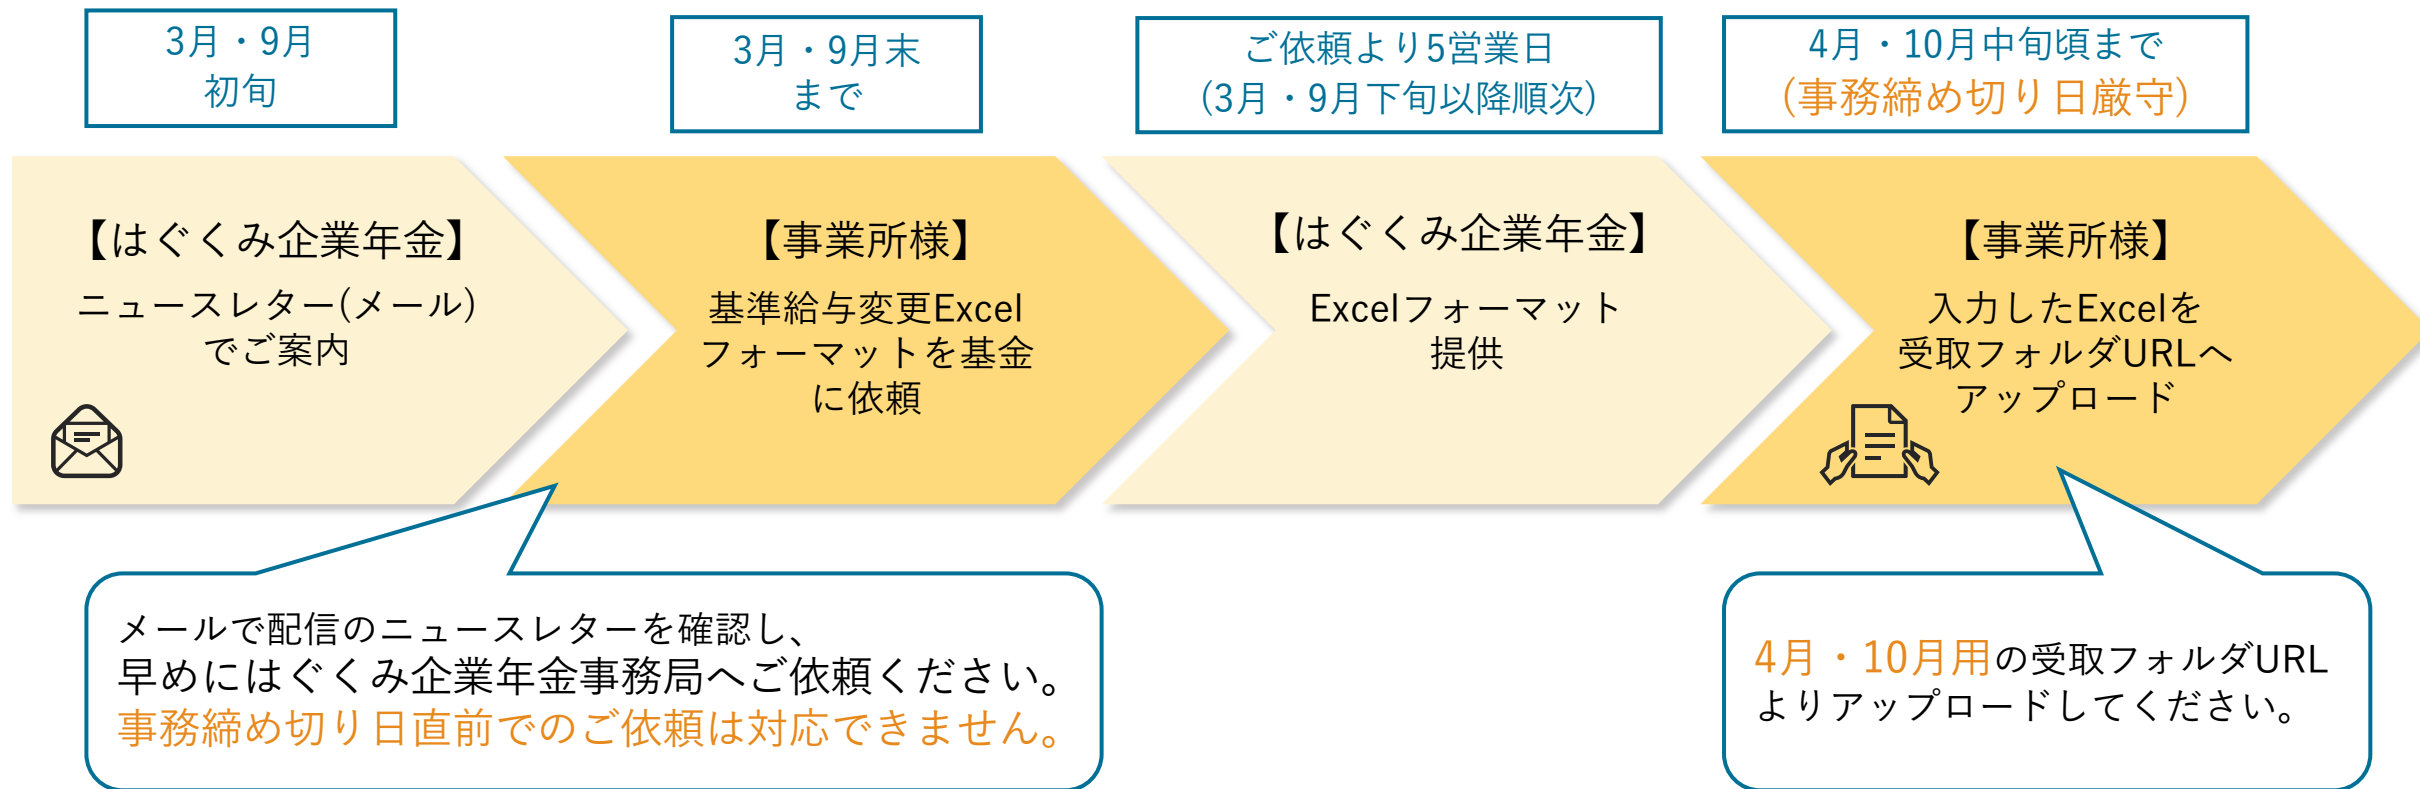 3月・9月
初旬
3月・9月末
まで
ご依頼より5営業日
(3月・9月下旬以降順次)
4月・10月中旬頃まで
(事務締め切り日厳守)
【はぐくみ企業年金】
ニュースレター(メール)
でご案内
【事業所様】
基準給与変更Excel
フォーマットを基金
に依頼
【はぐくみ企業年金】
Excelフォーマット
提供
【事業所様】
入力したExcelを
受取フォルダURLへ
アップロード
メールで配信のニュースレターを確認し、
早めにはぐくみ企業年金事務局へご依頼ください。
事務締め切り日直前でのご依頼は対応できません。
4月・10月用の受取フォルダURL
よりアップロードしてください。